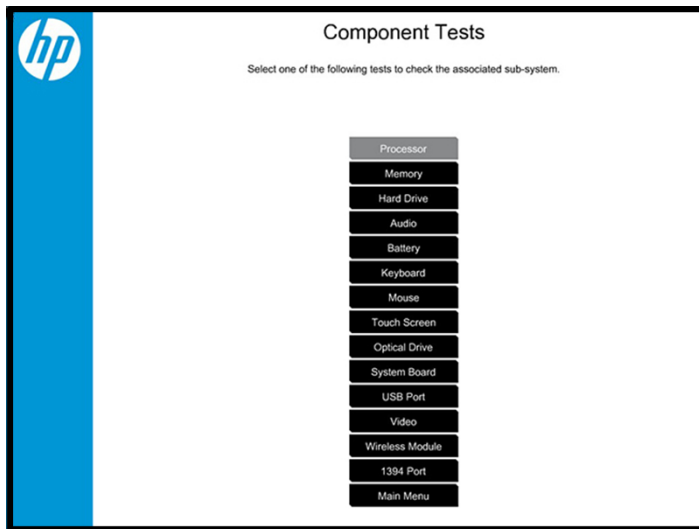 hp
Component Tests
Select one of the following tests to check the associated sub-system.
Processor
Memory
Hard Drive
Audio
Battery
Keyboard
Mouse
Touch Screen
Optical Drive
System Board
USB Port
Video
Wireless Module
1394 Port
Main Menu